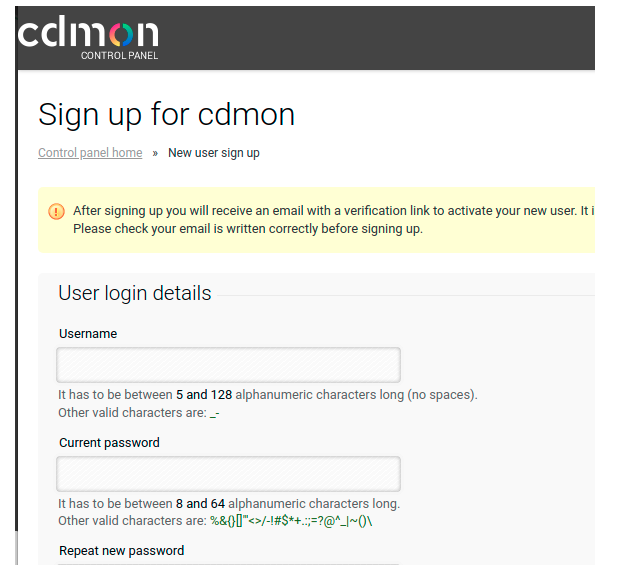 cdmon
CONTROL PANEL
Sign up for cdmon
Control panel home » New user sign up
After signing up you will receive an email with a verification link to activate your new user. It i
Please check your email is written correctly before signing up.
User login details
Username
It has to be between 5 and 128 alphanumeric characters long (no spaces).
Other valid characters are: _-
Current password
It has to be between 8 and 64 alphanumeric characters long.
Other valid characters are: %&{}[]"'<>/-!#$*+.:;=?@^_|~()\
Repeat new password